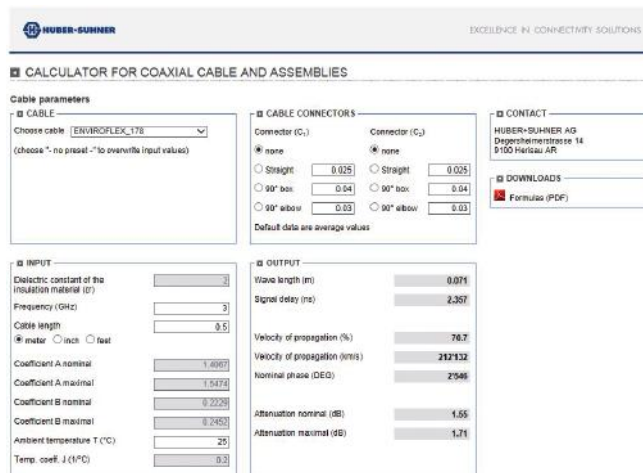 HUBER+SUHNER
EXCELLENCE IN CONNECTIVITY SOLUTIONS
CALCULATOR FOR COAXIAL CABLE AND ASSEMBLIES
Cable parameters
CABLE
Choose cable ENVIROFLEX_178
(choose "- no preset -" to overwrite input values)
CABLE CONNECTORS
Connector (C1) Connector (C2)
none none
Straight 0.025 Straight 0.025
90° box 0.04 90° box 0.04
90° elbow 0.03 90° elbow 0.03
Default data are average values
CONTACT
HUBER+SUHNER AG
Degersheimerstrasse 14
9100 Herisau AR
DOWNLOADS
Formulas (PDF)
INPUT
Dielectric constant of the
insulation material (εr) 2
Frequency (GHz) 3
Cable length 0.5
meter inch feet
Coefficient A nominal 1.4067
Coefficient A maximal 1.5474
Coefficient B nominal 0.2229
Coefficient B maximal 0.2452
Ambient temperature T (°C) 25
Temp. coeff. J (1/°C) 0.2
OUTPUT
Wave length (m) 0.071
Signal delay (ns) 2.357
Velocity of propagation (%) 70.7
Velocity of propagation (km/s) 212'132
Nominal phase (DEG) 2'546
Attenuation nominal (dB) 1.55
Attenuation maximal (dB) 1.71